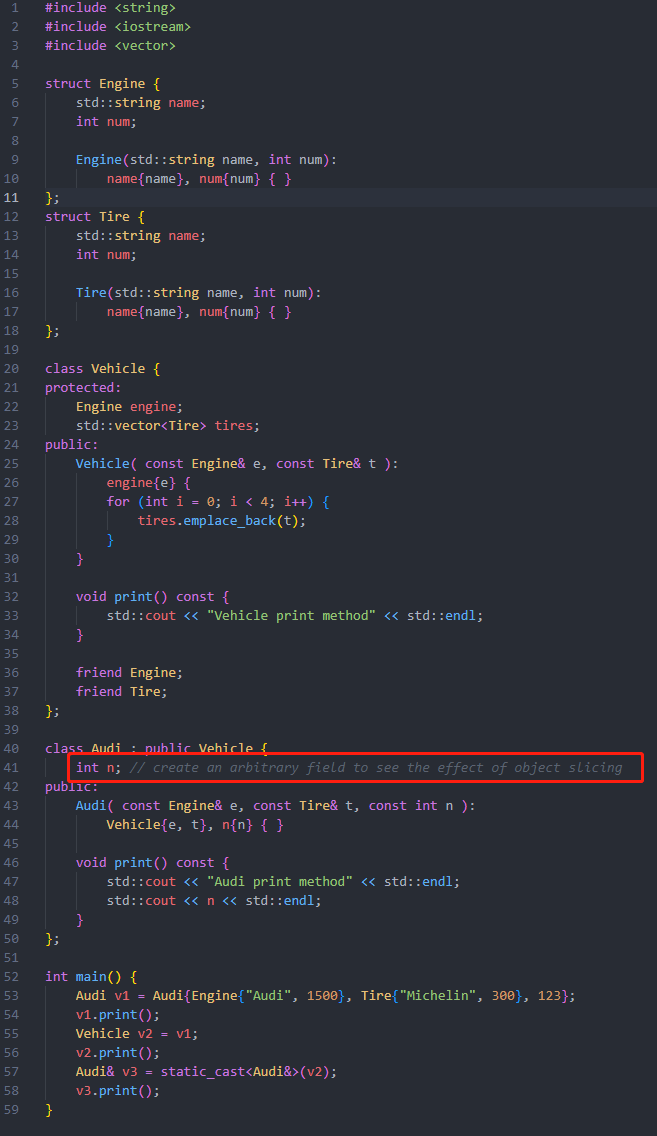 1 #include <string>
2 #include <iostream>
3 #include <vector>
4
5 struct Engine {
6     std::string name;
7     int num;
8
9     Engine(std::string name, int num):
10         name{name}, num{num} { }
11 };
12 struct Tire {
13     std::string name;
14     int num;
15
16     Tire(std::string name, int num):
17         name{name}, num{num} { }
18 };
19
20 class Vehicle {
21 protected:
22     Engine engine;
23     std::vector<Tire> tires;
24 public:
25     Vehicle( const Engine& e, const Tire& t ):
26         engine{e} {
27         for (int i = 0; i < 4; i++) {
28             tires.emplace_back(t);
29         }
30     }
31
32     void print() const {
33         std::cout << "Vehicle print method" << std::endl;
34     }
35
36     friend Engine;
37     friend Tire;
38 };
39
40 class Audi : public Vehicle {
41     int n; // create an arbitrary field to see the effect of object slicing
42 public:
43     Audi( const Engine& e, const Tire& t, const int n ):
44         Vehicle{e, t}, n{n} { }
45
46     void print() const {
47         std::cout << "Audi print method" << std::endl;
48         std::cout << n << std::endl;
49     }
50 };
51
52 int main() {
53     Audi v1 = Audi{Engine{"Audi", 1500}, Tire{"Michelin", 300}, 123};
54     v1.print();
55     Vehicle v2 = v1;
56     v2.print();
57     Audi& v3 = static_cast<Audi&>(v2);
58     v3.print();
59 }